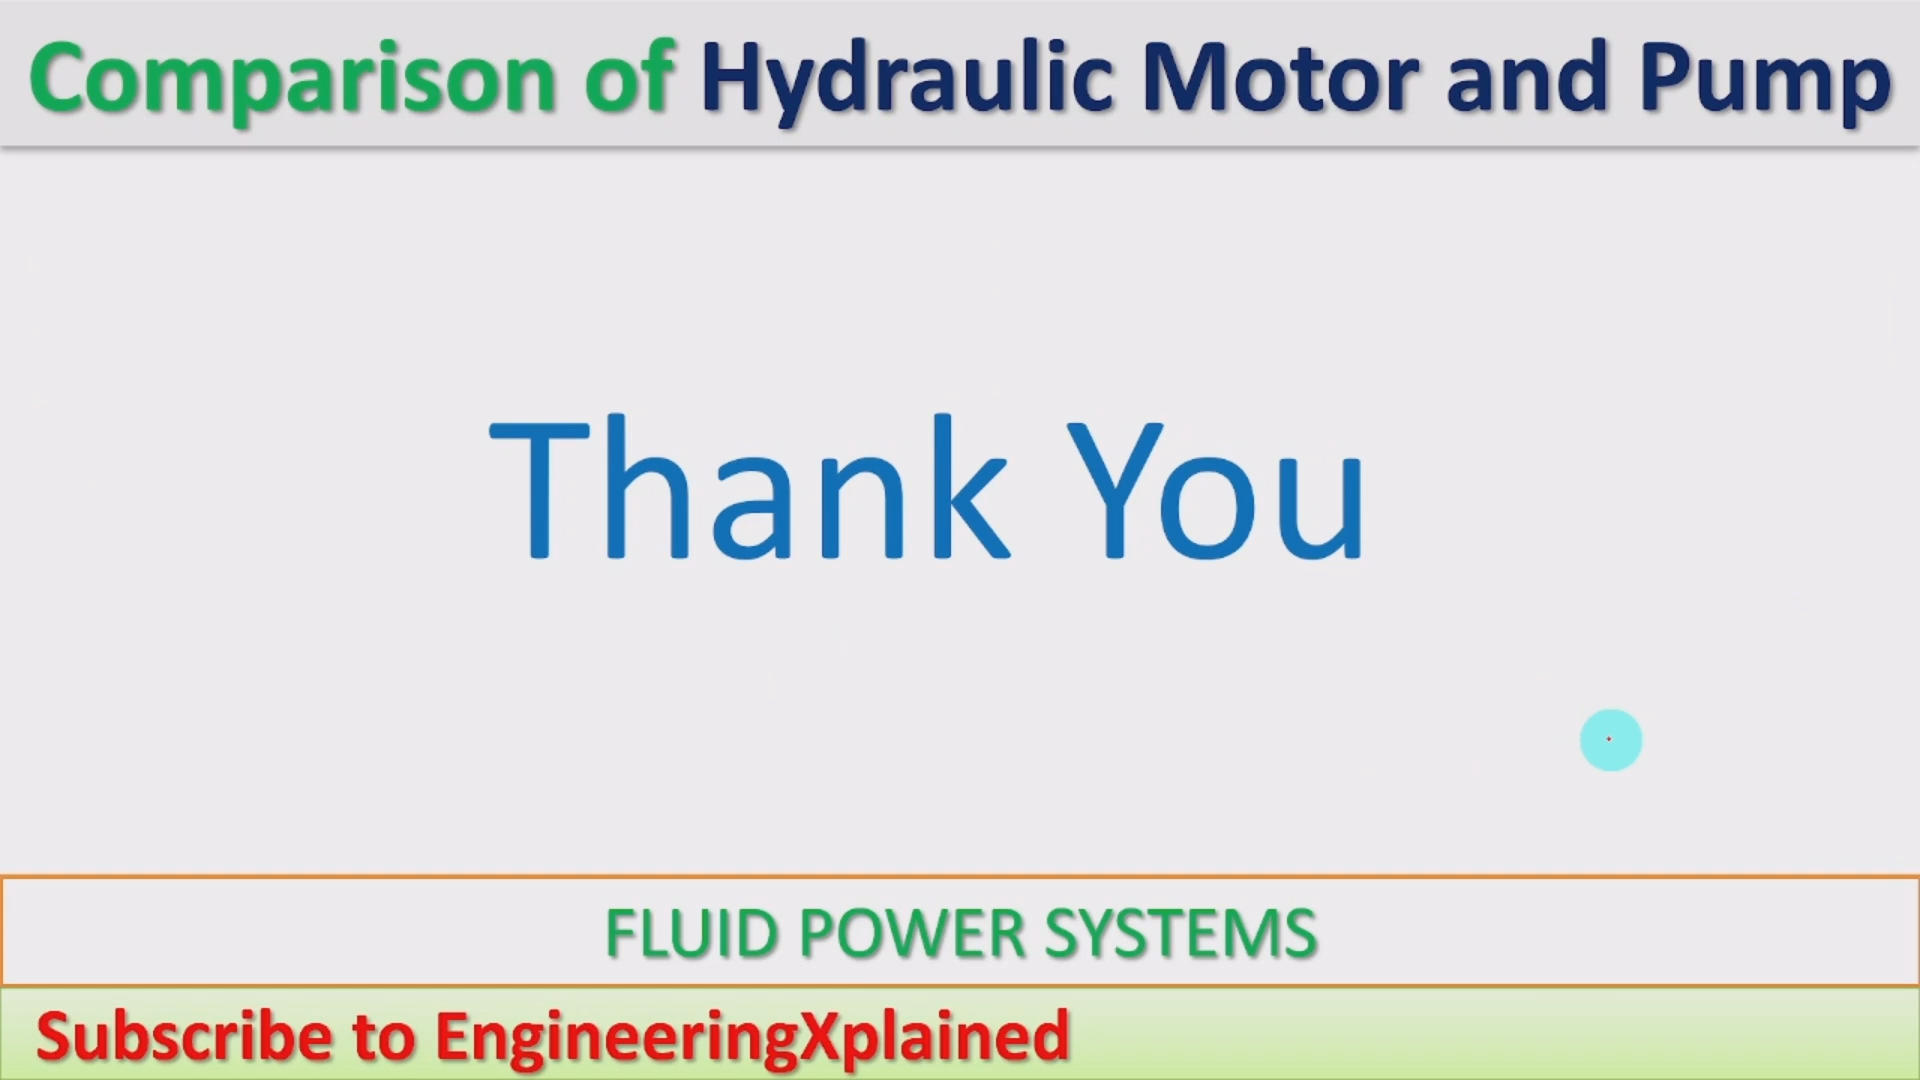 Comparison of Hydraulic Motor and Pump
Thank You
FLUID POWER SYSTEMS
Subscribe to EngineeringXplained